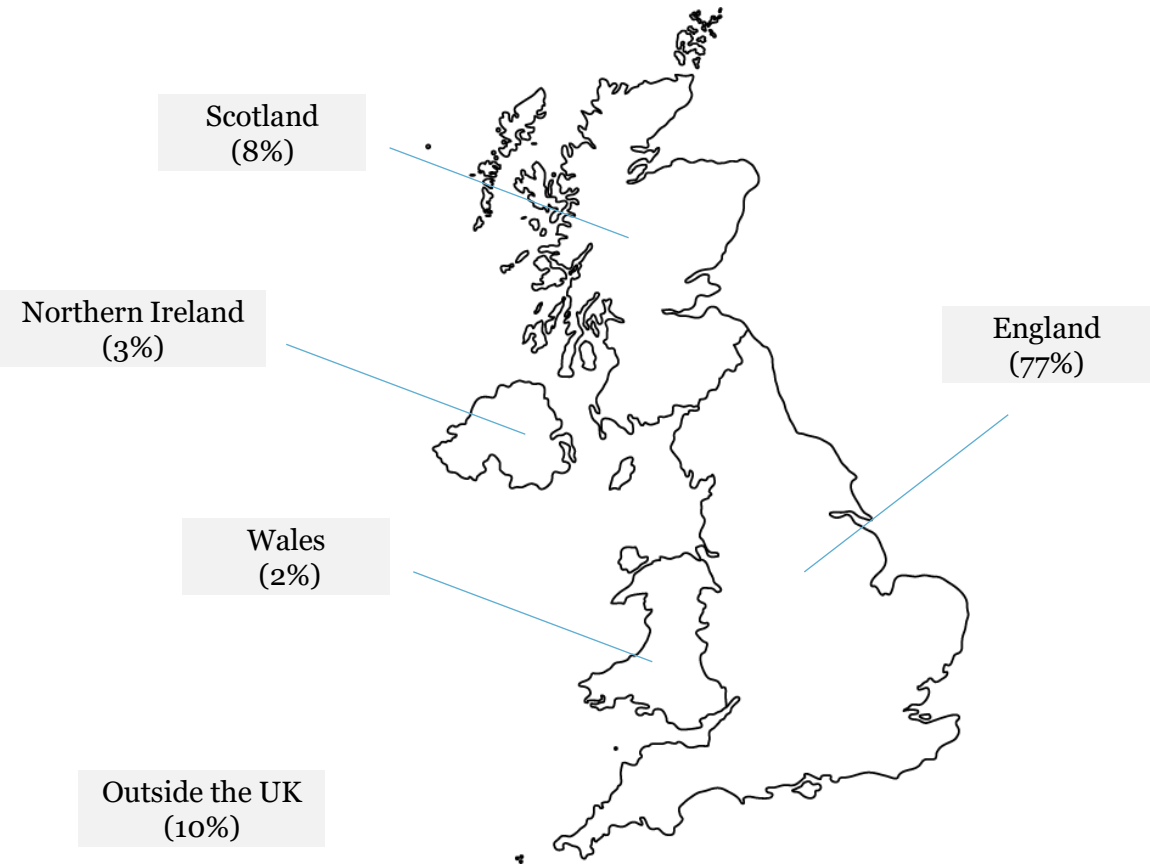 Scotland
(8%)
Northern Ireland
(3%)
England
(77%)
Wales
(2%)
Outside the UK
(10%)